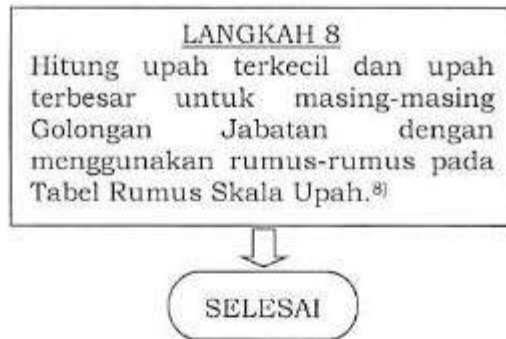 LANGKAH 8
Hitung upah terkecil dan upah
terbesar untuk masing-masing
Golongan Jabatan dengan
menggunakan rumus-rumus pada
Tabel Rumus Skala Upah.8)
SELESAI